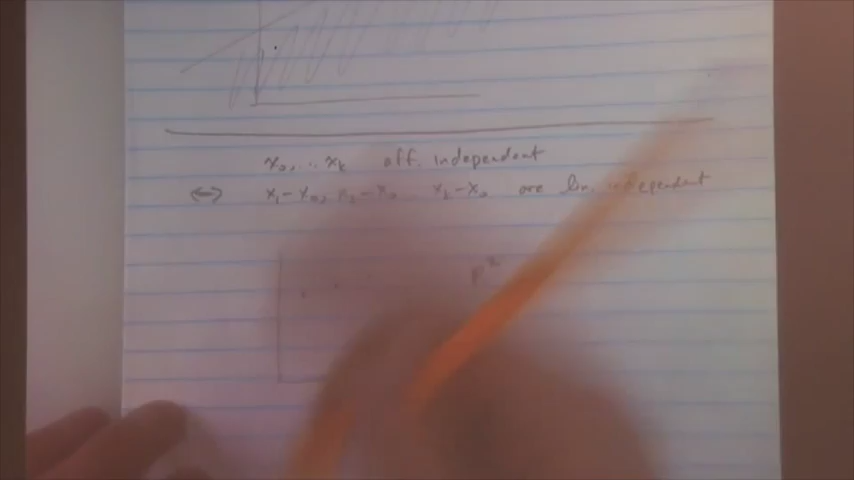 x₀, ... xₖ aff. independent
⟷ x₁-x₀, x₂-x₀ .. xₖ-x₀ are lin. independent